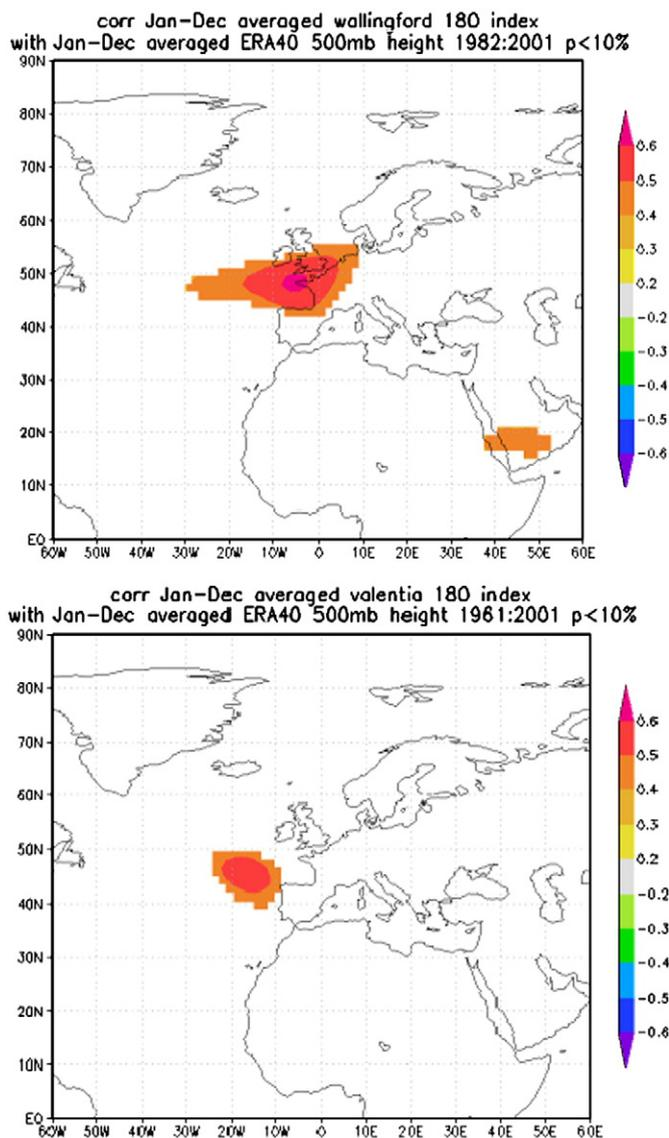 corr Jan-Dec averaged wallingford 18O index
with Jan-Dec averaged ERA40 500mb height 1982:2001 p<10%
90N
80N
70N
60N
50N
40N
30N
20N
10N
EQ
60W 50W 40W 30W 20W 10W 0 10E 20E 30E 40E 50E 60E
0.6
0.5
0.4
0.3
0.2
-0.2
-0.3
-0.4
-0.5
-0.6
corr Jan-Dec averaged valentia 18O index
with Jan-Dec averaged ERA40 500mb height 1961:2001 p<10%
90N
80N
70N
60N
50N
40N
30N
20N
10N
EQ
60W 50W 40W 30W 20W 10W 0 10E 20E 30E 40E 50E 60E
0.6
0.5
0.4
0.3
0.2
-0.2
-0.3
-0.4
-0.5
-0.6